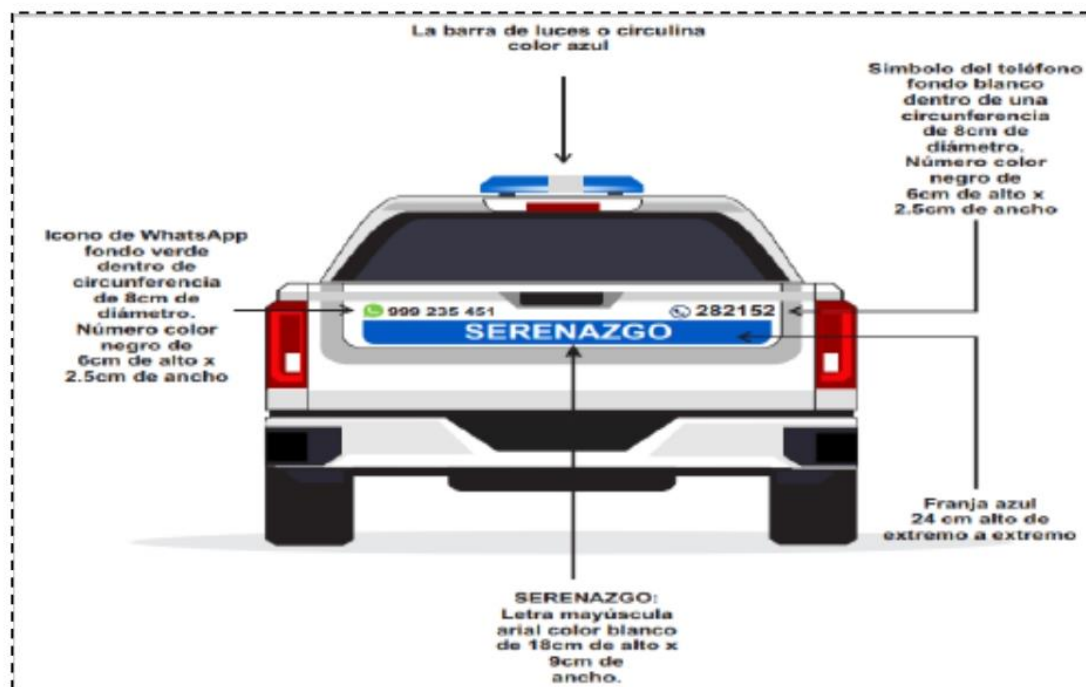 La barra de luces o circulina
color azul
Simbolo del teléfono
fondo blanco
dentro de una
circunferencia
de 8cm de
diámetro.
Número color
negro de
6cm de alto x
2.5cm de ancho
Icono de WhatsApp
fondo verde
dentro de
circunferencia
de 8cm de
diámetro.
Número color
negro de
6cm de alto x
2.5cm de ancho
999 235 451
282152
SERENAZGO
Franja azul
24 cm alto de
extremo a extremo
SERENAZGO:
Letra mayúscula
arial color blanco
de 18cm de alto x
9cm de
ancho.